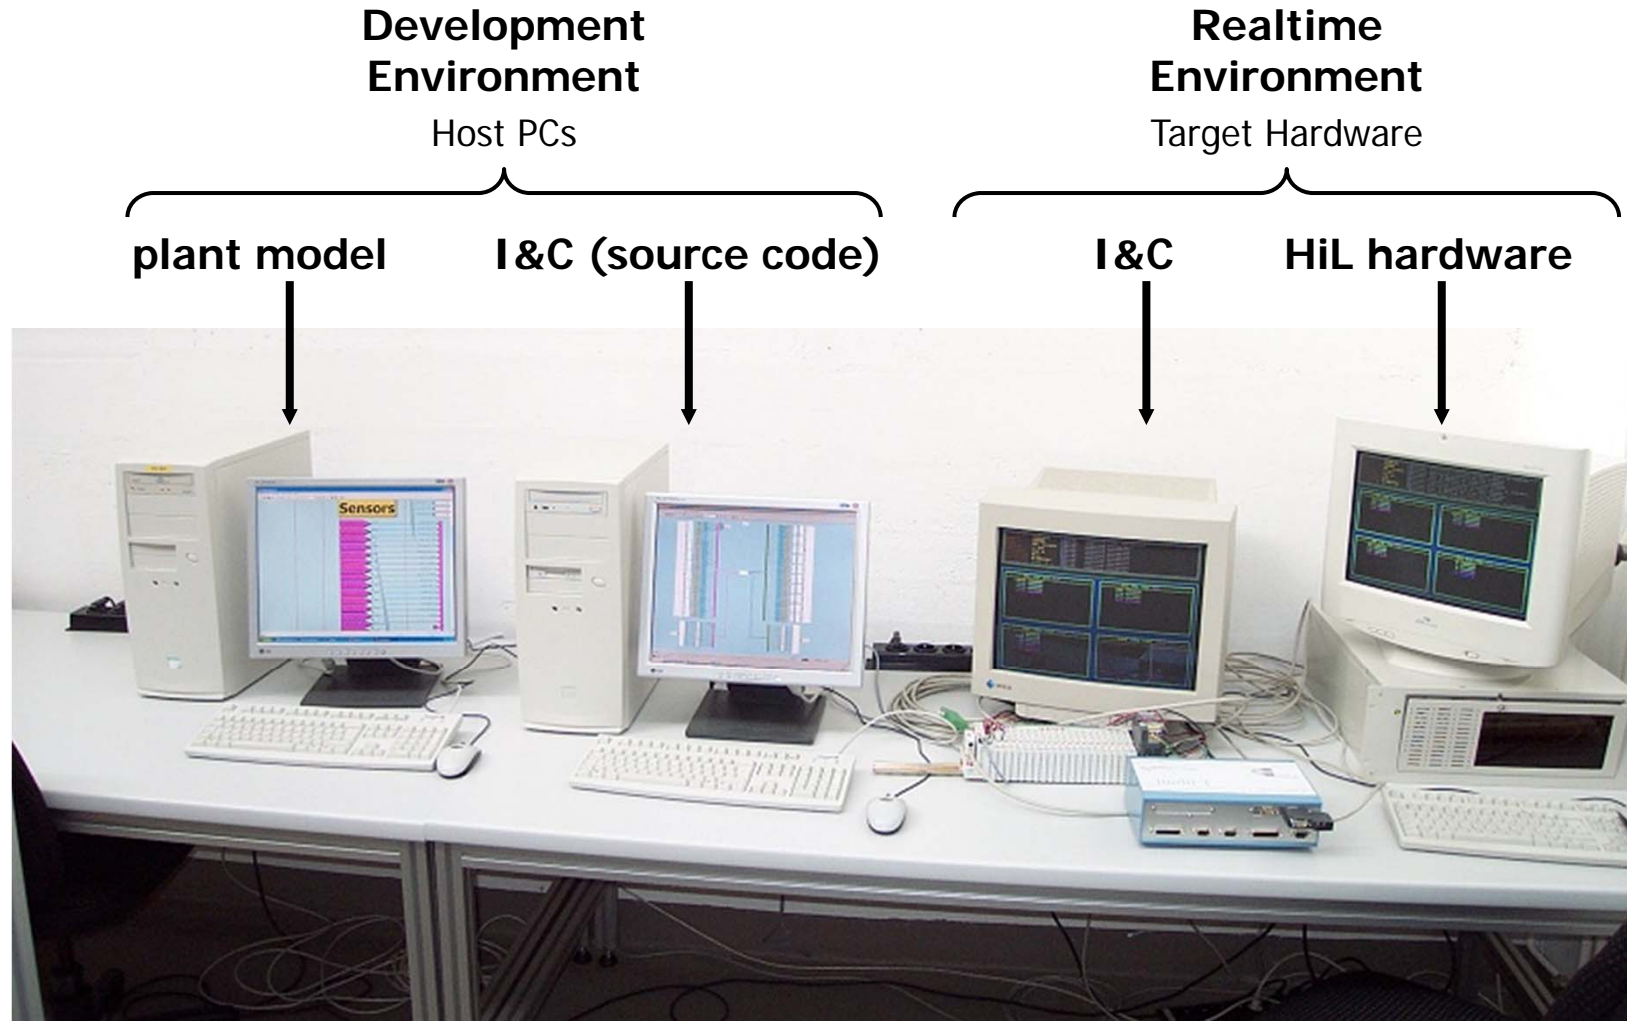 Development
Environment
Host PCs
Realtime
Environment
Target Hardware
plant model
I&C (source code)
I&C
HiL hardware
Sensors